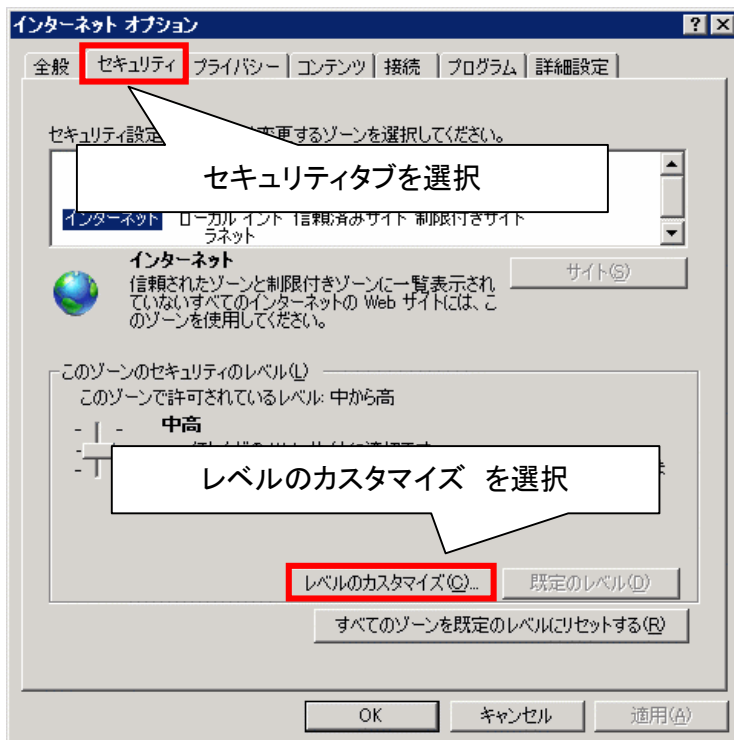 インターネット オプション
全般 セキュリティ プライバシー コンテンツ 接続 プログラム 詳細設定
セキュリティ設定 変更するゾーンを選択してください。
セキュリティタブを選択
インターネット ローカル イント 信頼済みサイト 制限付きサイト
ラネット
インターネット
信頼されたゾーンと制限付きゾーンに一覧表示され
ていないすべてのインターネットの Web サイトには、こ
のゾーンを使用してください。
サイト(S)
このゾーンのセキュリティのレベル(L)
このゾーンで許可されているレベル: 中から高
中高
レベルのカスタマイズ を選択
レベルのカスタマイズ(C)...
既定のレベル(D)
すべてのゾーンを既定のレベルにリセットする(R)
OK
キャンセル
適用(A)